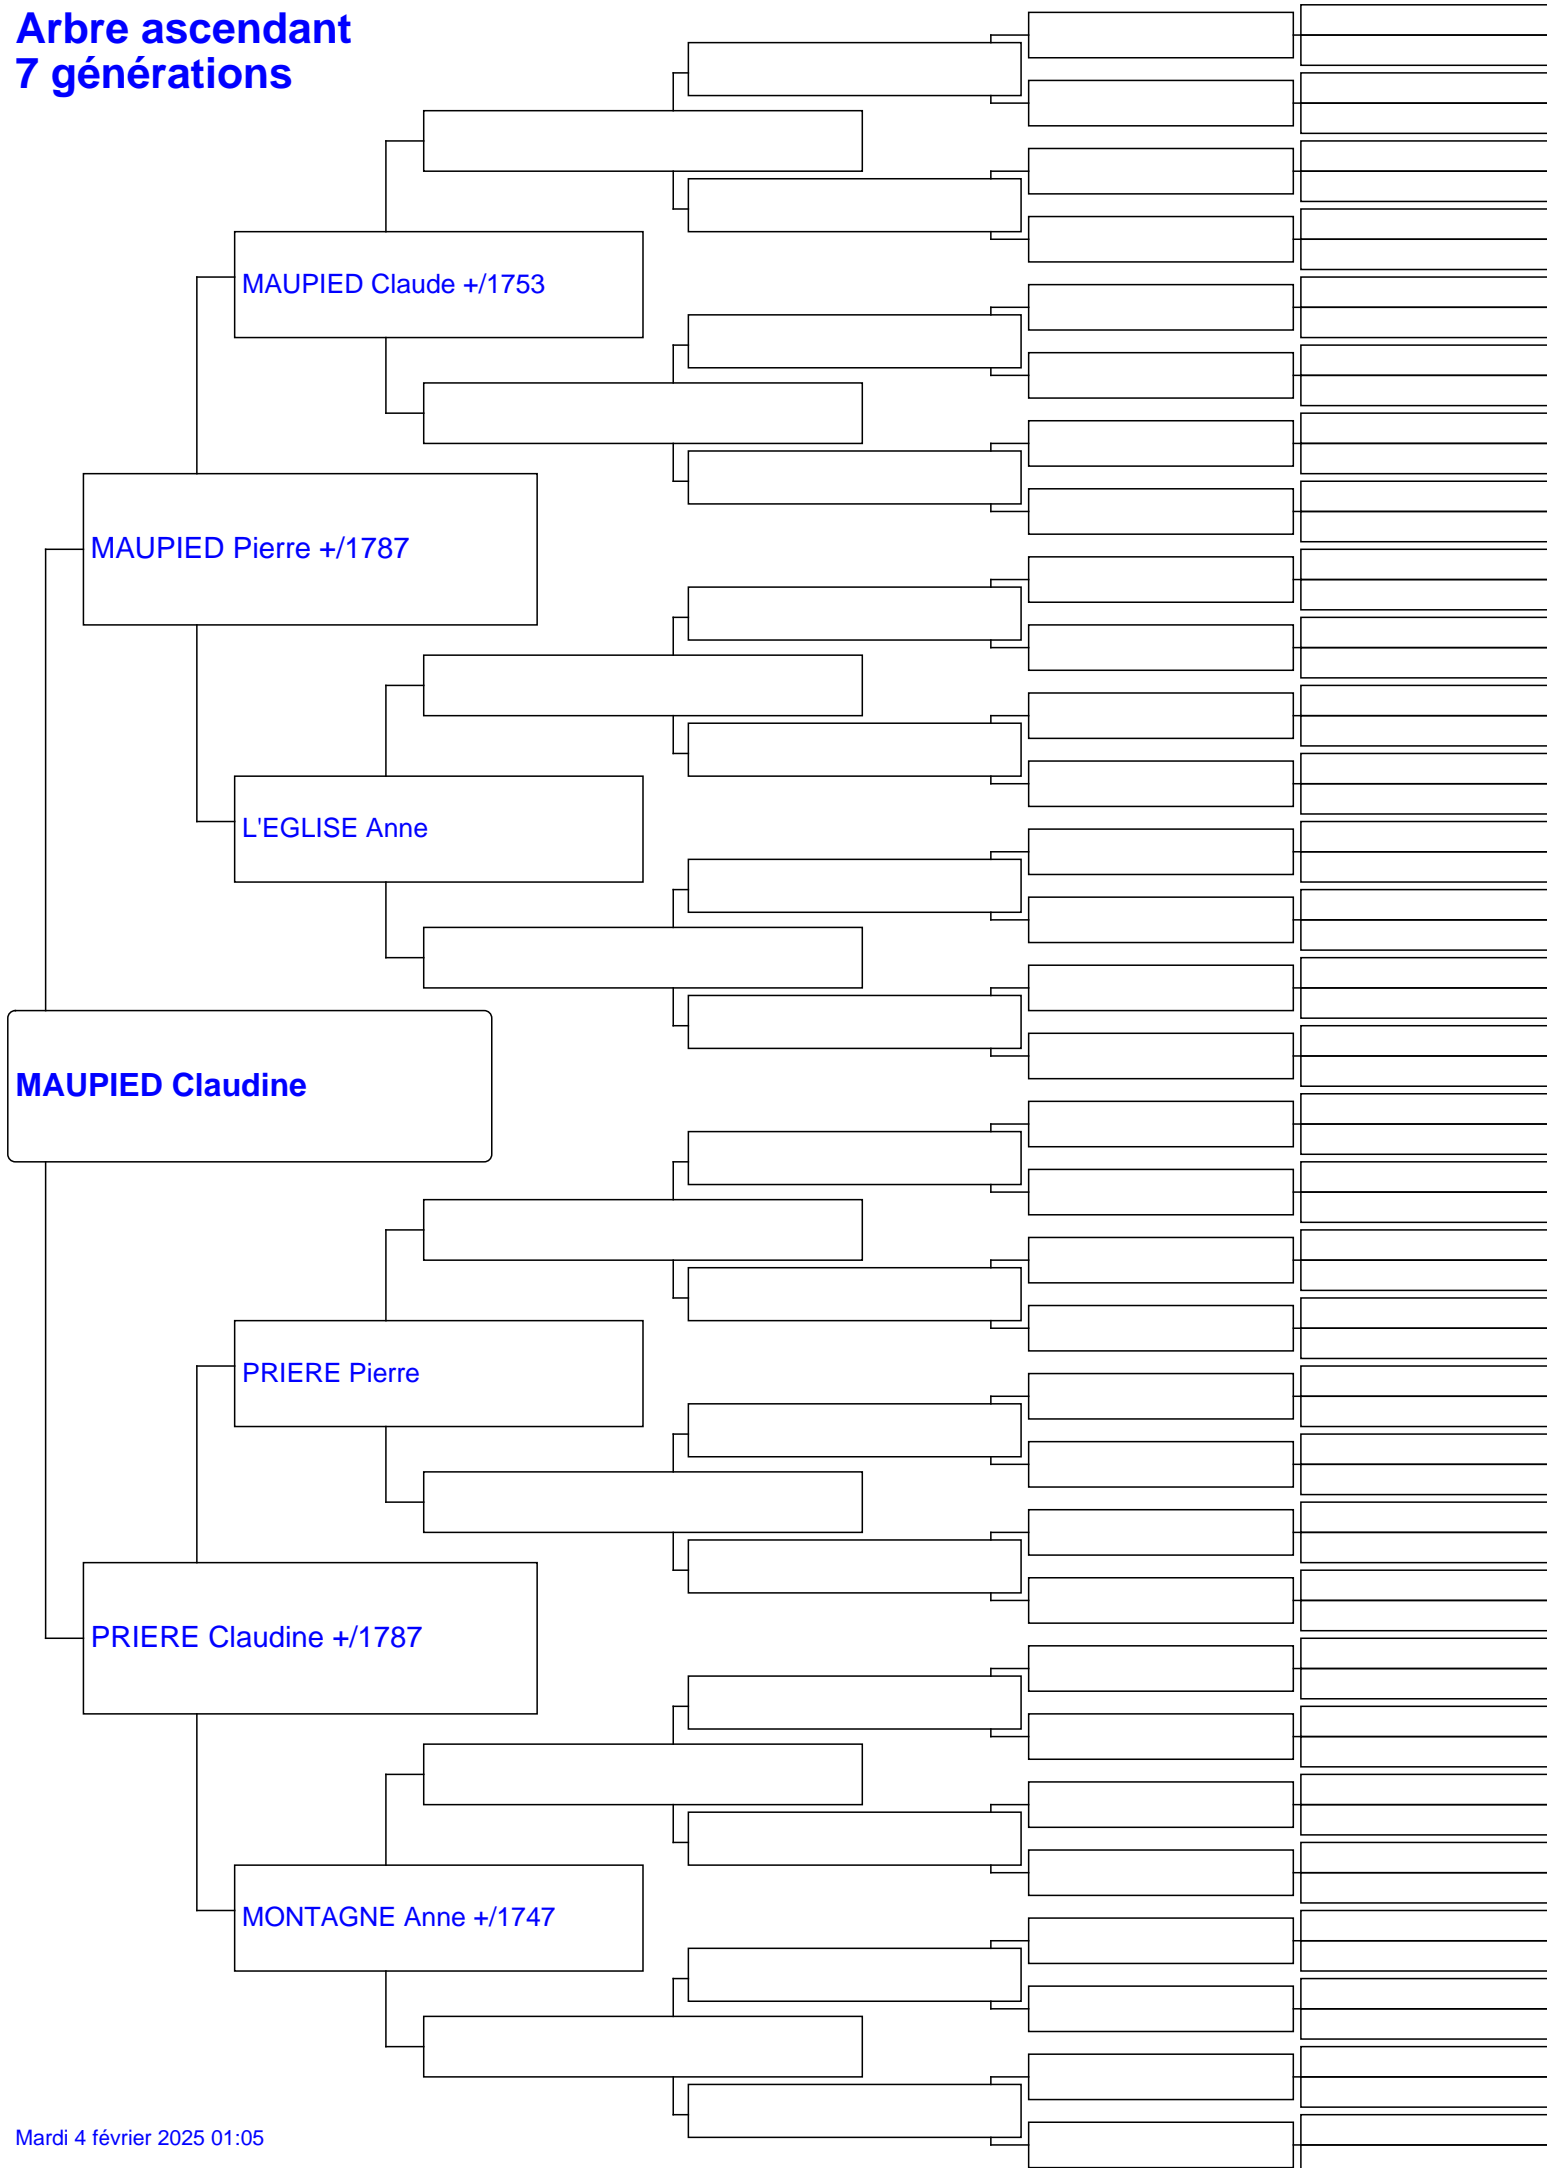 Arbre ascendant
7 générations
MAUPIED Claude +/1753
MAUPIED Pierre +/1787
L'EGLISE Anne
MAUPIED Claudine
PRIERE Pierre
PRIERE Claudine +/1787
MONTAGNE Anne +/1747
Mardi 4 février 2025 01:05